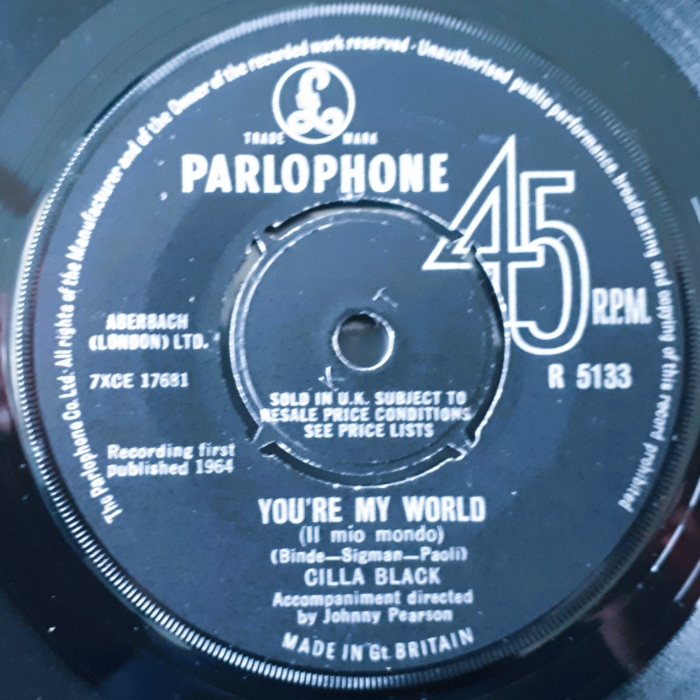 The Parlophone Co. Ltd. All rights of the Manufacturer and of the Owner of the recorded work reserved · Unauthorised public performance, broadcasting and copying of this record prohibited
£
TRADE MARK
PARLOPHONE
45
R.P.M.
ABERBACH
(LONDON) LTD.
7XCE 17681
R 5133
K T
SOLD IN U.K. SUBJECT TO
RESALE PRICE CONDITIONS
SEE PRICE LISTS
Recording first
published 1964
YOU'RE MY WORLD
(Il mio mondo)
(Binde—Sigman—Paoli)
CILLA BLACK
Accompaniment directed
by Johnny Pearson
MADE IN Gt. BRITAIN